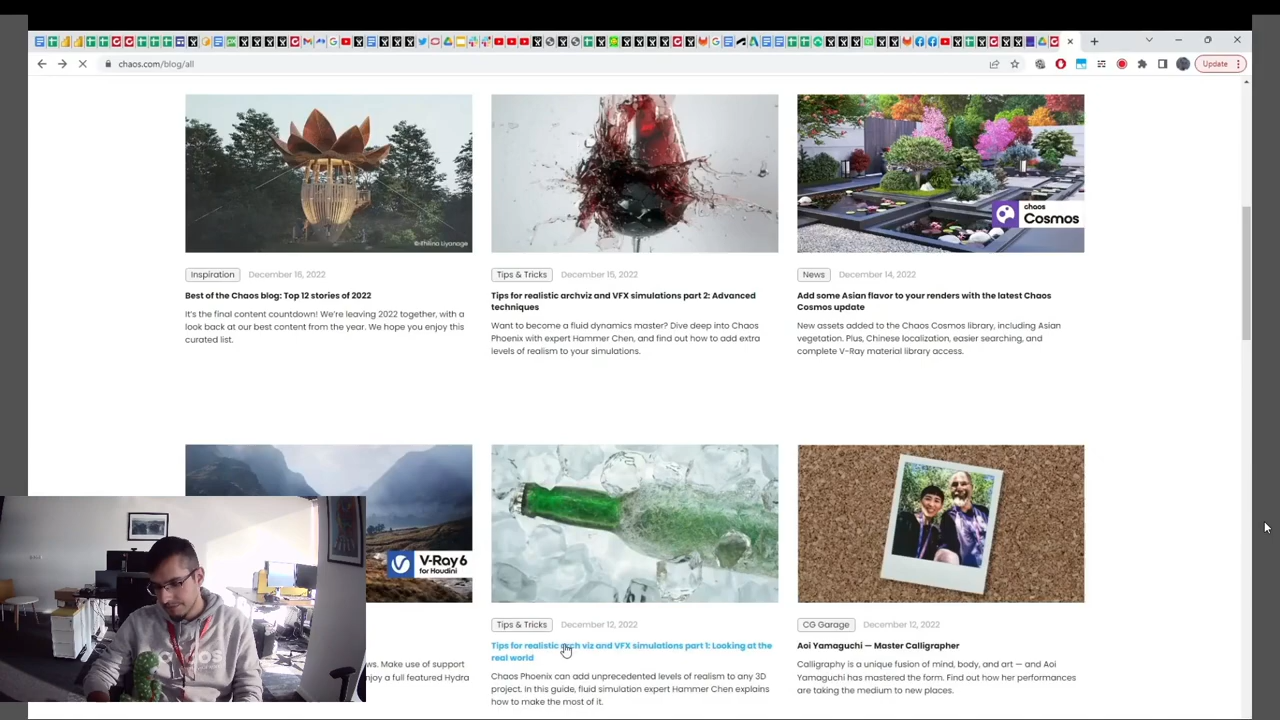 chaos.com/blog/all
Update
© Thilina Liyanage
chaos
Cosmos
Inspiration
December 16, 2022
Best of the Chaos blog: Top 12 stories of 2022
It's the final content countdown! We're leaving 2022 together, with a
look back at our best content from the year. We hope you enjoy this
curated list.
Tips & Tricks
December 15, 2022
Tips for realistic archviz and VFX simulations part 2: Advanced
techniques
Want to become a fluid dynamics master? Dive deep into Chaos
Phoenix with expert Hammer Chen, and find out how to add extra
levels of realism to your simulations.
News
December 14, 2022
Add some Asian flavor to your renders with the latest Chaos
Cosmos update
New assets added to the Chaos Cosmos library, including Asian
vegetation. Plus, Chinese localization, easier searching, and
complete V-Ray material library access.
V-Ray 6
for Houdini
ws. Make use of support
njoy a full featured Hydra
Tips & Tricks
December 12, 2022
Tips for realistic arch viz and VFX simulations part 1: Looking at the
real world
Chaos Phoenix can add unprecedented levels of realism to any 3D
project. In this guide, fluid simulation expert Hammer Chen explains
how to make the most of it.
CG Garage
December 12, 2022
Aoi Yamaguchi — Master Calligrapher
Calligraphy is a unique fusion of mind, body, and art — and Aoi
Yamaguchi has mastered the form. Find out how her performances
are taking the medium to new places.